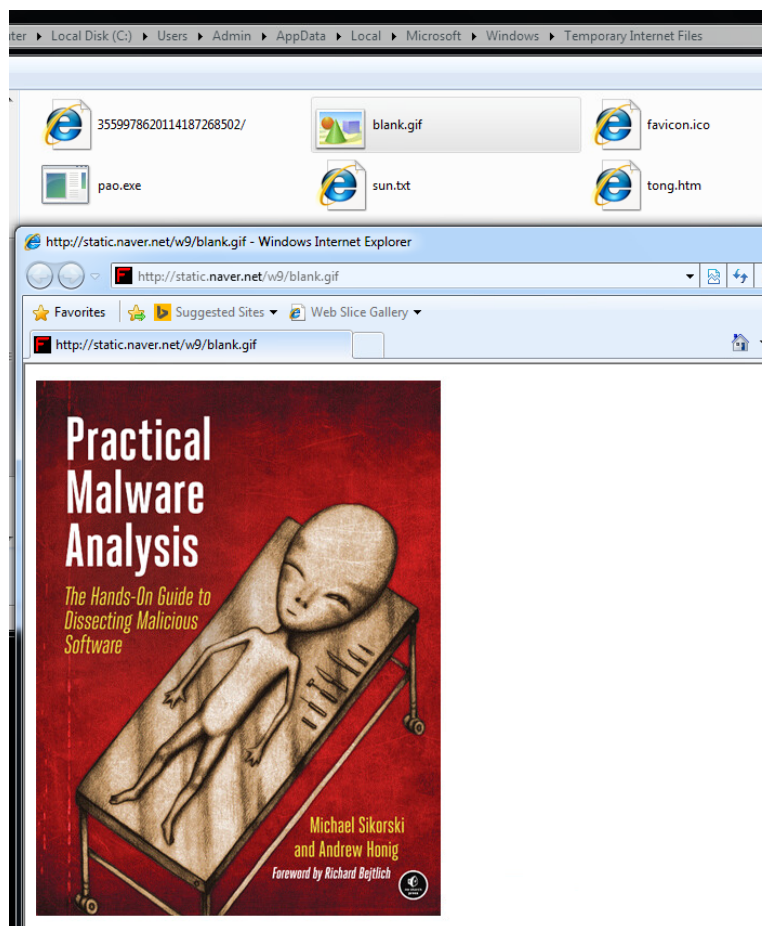 Local Disk (C:) Users Admin AppData Local Microsoft Windows Temporary Internet Files
3559978620114187268502/ blank.gif favicon.ico
pao.exe sun.txt tong.htm
http://static.naver.net/w9/blank.gif - Windows Internet Explorer
http://static.naver.net/w9/blank.gif
Favorites Suggested Sites Web Slice Gallery
http://static.naver.net/w9/blank.gif
Practical
Malware
Analysis
The Hands-On Guide to
Dissecting Malicious
Software
Michael Sikorski
and Andrew Honig
Foreword by Richard Bejtlich